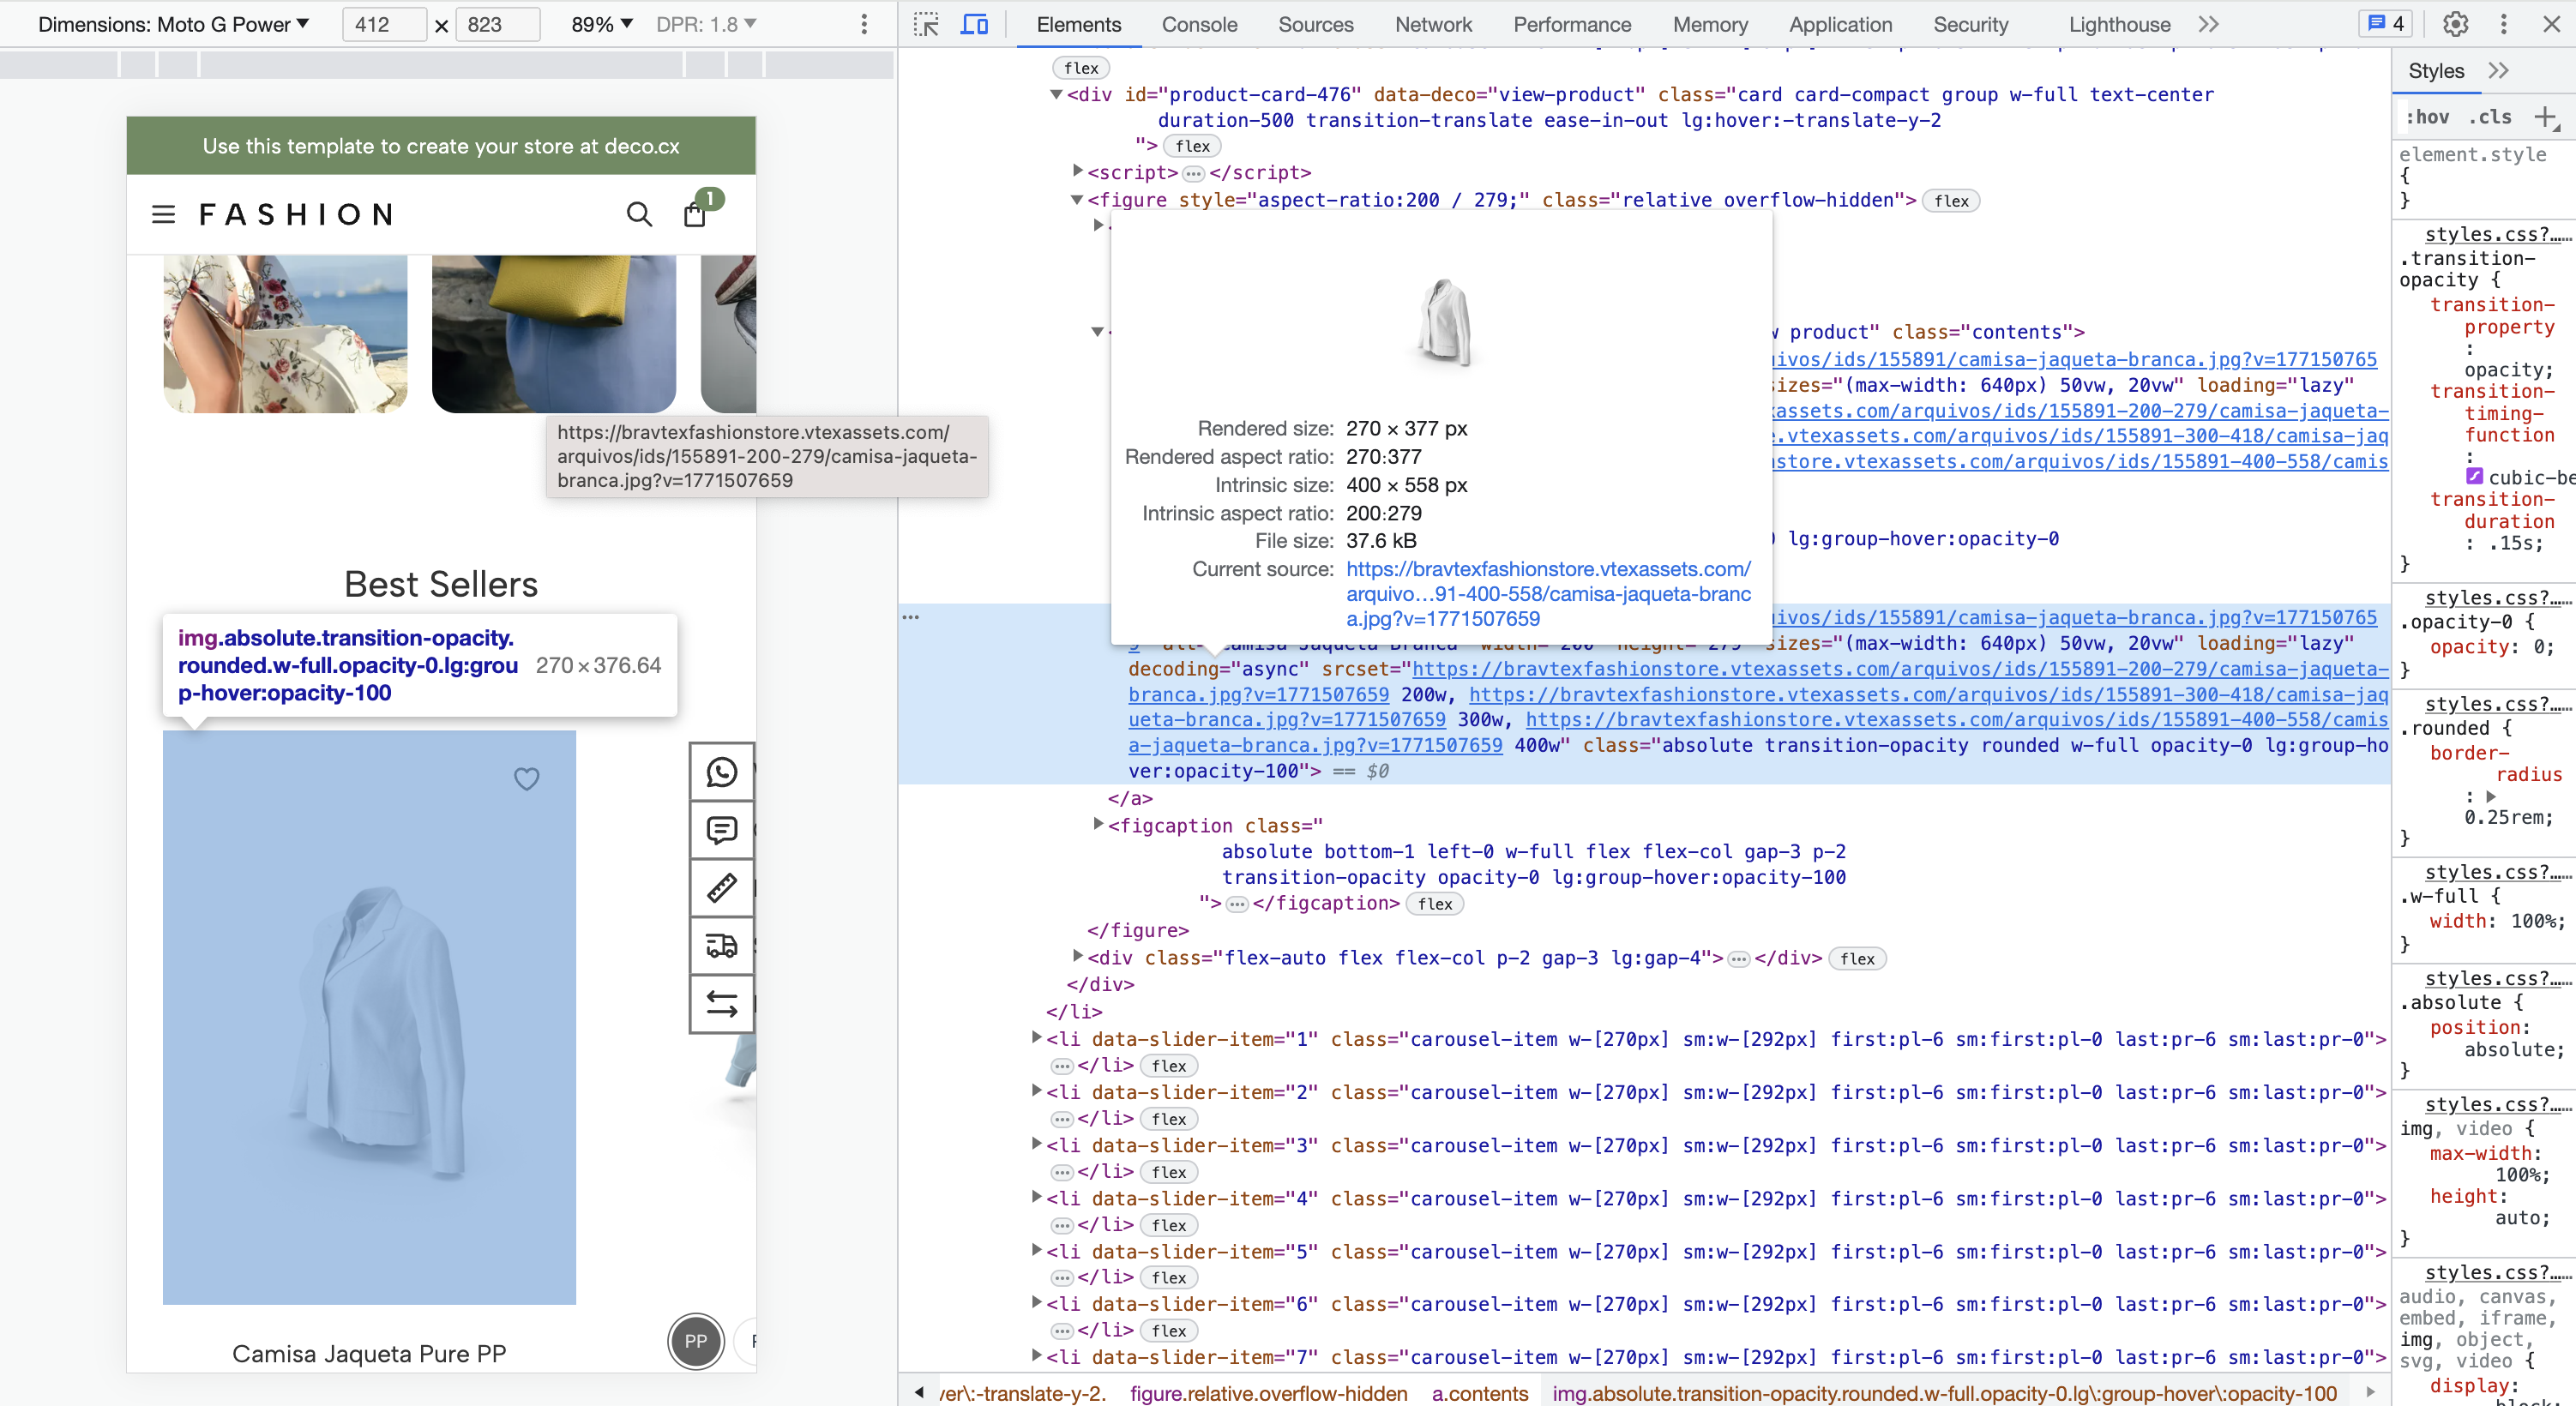 Dimensions: Moto G Power ▼ 412 × 823 89% ▼ DPR: 1.8 ▼
Elements Console Sources Network Performance Memory Application Security Lighthouse 4
Use this template to create your store at deco.cx
FASHION 1
https://bravtexfashionstore.vtexassets.com/
arquivos/ids/155891-200-279/camisa-jaqueta-
branca.jpg?v=1771507659
Best Sellers
img.absolute.transition-opacity.
rounded.w-full.opacity-0.lg:grou
p-hover:opacity-100
270 × 376.64
Camisa Jaqueta Pure PP
PP
flex
<div id="product-card-476" data-deco="view-product" class="card card-compact group w-full text-center
duration-500 transition-translate ease-in-out lg:hover:-translate-y-2
"> flex
<script> … </script>
<figure style="aspect-ratio:200 / 279;" class="relative overflow-hidden"> flex
product" class="contents">
ivos/ids/155891/camisa-jaqueta-branca.jpg?v=177150765
sizes="(max-width: 640px) 50vw, 20vw" loading="lazy"
assets.com/arquivos/ids/155891-200-279/camisa-jaqueta-
.vtexassets.com/arquivos/ids/155891-300-418/camisa-jaq
store.vtexassets.com/arquivos/ids/155891-400-558/camis
lg:group-hover:opacity-0
Rendered size: 270 × 377 px
Rendered aspect ratio: 270:377
Intrinsic size: 400 × 558 px
Intrinsic aspect ratio: 200:279
File size: 37.6 kB
Current source: https://bravtexfashionstore.vtexassets.com/
arquivo…91-400-558/camisa-jaqueta-branc
a.jpg?v=1771507659
ivos/ids/155891/camisa-jaqueta-branca.jpg?v=177150765
sizes="(max-width: 640px) 50vw, 20vw" loading="lazy"
decoding="async" srcset="https://bravtexfashionstore.vtexassets.com/arquivos/ids/155891-200-279/camisa-jaqueta-
branca.jpg?v=1771507659 200w, https://bravtexfashionstore.vtexassets.com/arquivos/ids/155891-300-418/camisa-jaq
ueta-branca.jpg?v=1771507659 300w, https://bravtexfashionstore.vtexassets.com/arquivos/ids/155891-400-558/camis
a-jaqueta-branca.jpg?v=1771507659 400w" class="absolute transition-opacity rounded w-full opacity-0 lg:group-ho
ver:opacity-100"> == $0
</a>
<figcaption class="
absolute bottom-1 left-0 w-full flex flex-col gap-3 p-2
transition-opacity opacity-0 lg:group-hover:opacity-100
"> … </figcaption> flex
</figure>
<div class="flex-auto flex flex-col p-2 gap-3 lg:gap-4"> … </div> flex
</div>
</li>
<li data-slider-item="1" class="carousel-item w-[270px] sm:w-[292px] first:pl-6 sm:first:pl-0 last:pr-6 sm:last:pr-0">
… </li> flex
<li data-slider-item="2" class="carousel-item w-[270px] sm:w-[292px] first:pl-6 sm:first:pl-0 last:pr-6 sm:last:pr-0">
… </li> flex
<li data-slider-item="3" class="carousel-item w-[270px] sm:w-[292px] first:pl-6 sm:first:pl-0 last:pr-6 sm:last:pr-0">
… </li> flex
<li data-slider-item="4" class="carousel-item w-[270px] sm:w-[292px] first:pl-6 sm:first:pl-0 last:pr-6 sm:last:pr-0">
… </li> flex
<li data-slider-item="5" class="carousel-item w-[270px] sm:w-[292px] first:pl-6 sm:first:pl-0 last:pr-6 sm:last:pr-0">
… </li> flex
<li data-slider-item="6" class="carousel-item w-[270px] sm:w-[292px] first:pl-6 sm:first:pl-0 last:pr-6 sm:last:pr-0">
… </li> flex
<li data-slider-item="7" class="carousel-item w-[270px] sm:w-[292px] first:pl-6 sm:first:pl-0 last:pr-6 sm:last:pr-0">
ver\:-translate-y-2. figure.relative.overflow-hidden a.contents img.absolute.transition-opacity.rounded.w-full.opacity-0.lg\:group-hover\:opacity-100
Styles
:hov .cls
element.style
{
}
styles.css?……
.transition-
opacity {
transition-
property
:
opacity;
transition-
timing-
function
:
cubic-be
transition-
duration
: .15s;
}
styles.css?……
.opacity-0 {
opacity: 0;
}
styles.css?……
.rounded {
border-
radius
:
0.25rem;
}
styles.css?……
.w-full {
width: 100%;
}
styles.css?……
.absolute {
position:
absolute;
}
styles.css?……
img, video {
max-width:
100%;
height:
auto;
}
styles.css?……
audio, canvas,
embed, iframe,
img, object,
svg, video {
display: